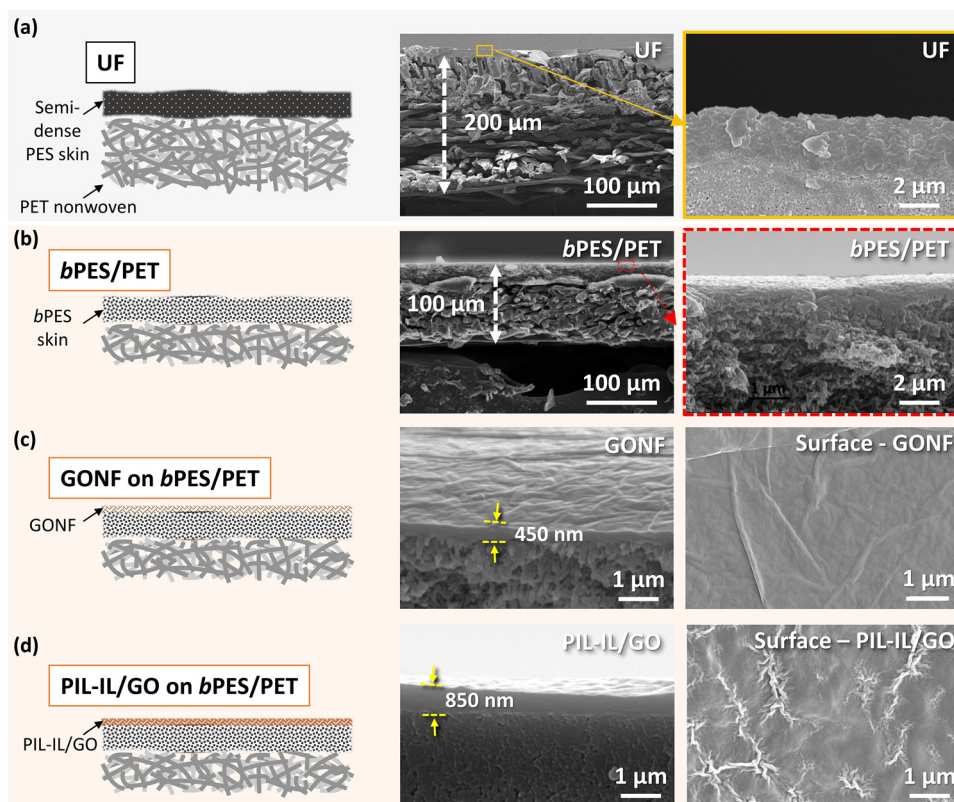 (a)
UF
Semi-
dense
PES skin
PET nonwoven
UF
200 μm
100 μm
UF
2 μm
(b)
bPES/PET
bPES
skin
bPES/PET
100 μm
100 μm
bPES/PET
1 μm
2 μm
(c)
GONF on bPES/PET
GONF
GONF
450 nm
1 μm
Surface - GONF
1 μm
(d)
PIL-IL/GO on bPES/PET
PIL-IL/GO
PIL-IL/GO
850 nm
1 μm
Surface – PIL-IL/GO
1 μm